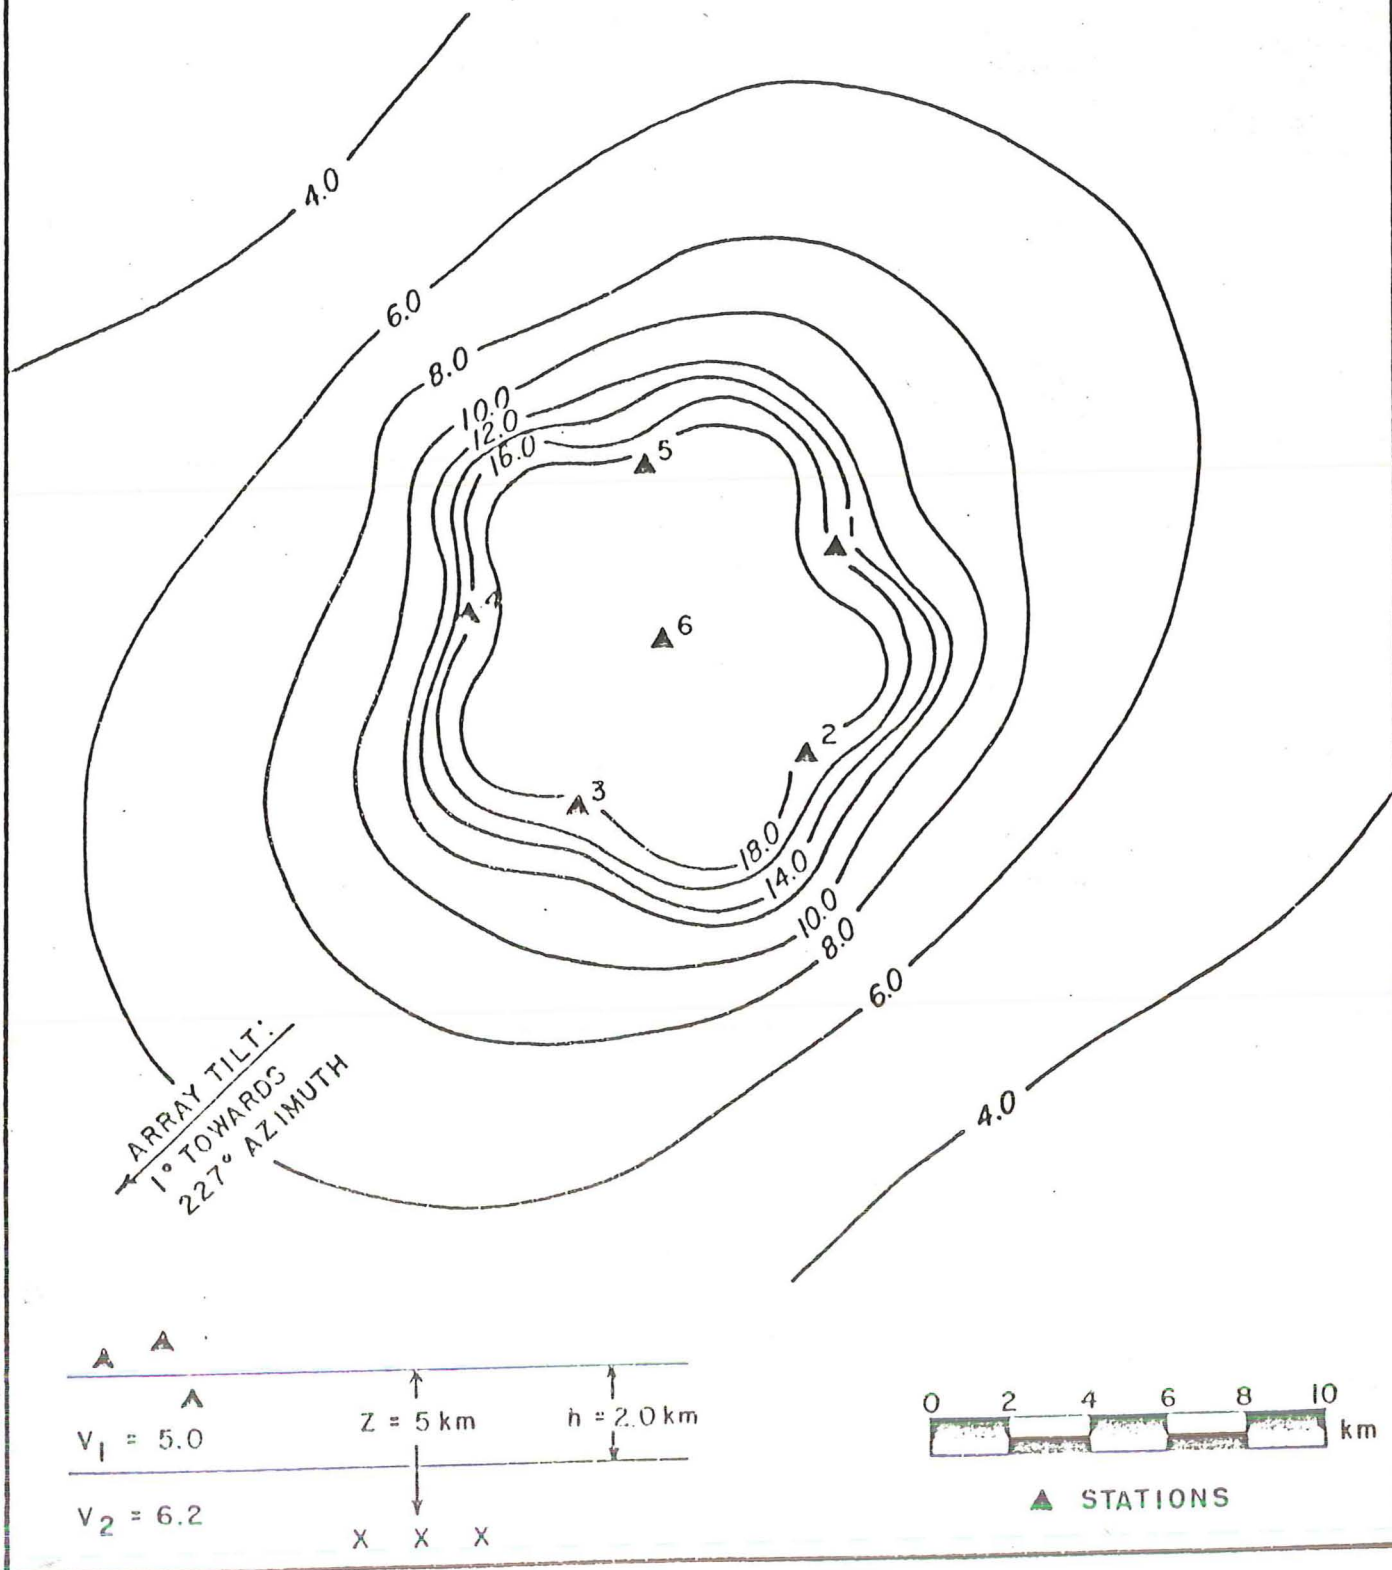 4.0
6.0
8.0
10.0
12.0
16.0
5
1
6
2
3
18.0
14.0
10.0
8.0
6.0
4.0
ARRAY TILT:
1° TOWARDS
227° AZIMUTH
Z = 5 km
h = 2.0 km
V1 = 5.0
V2 = 6.2
X X X
0 2 4 6 8 10
km
▲ STATIONS